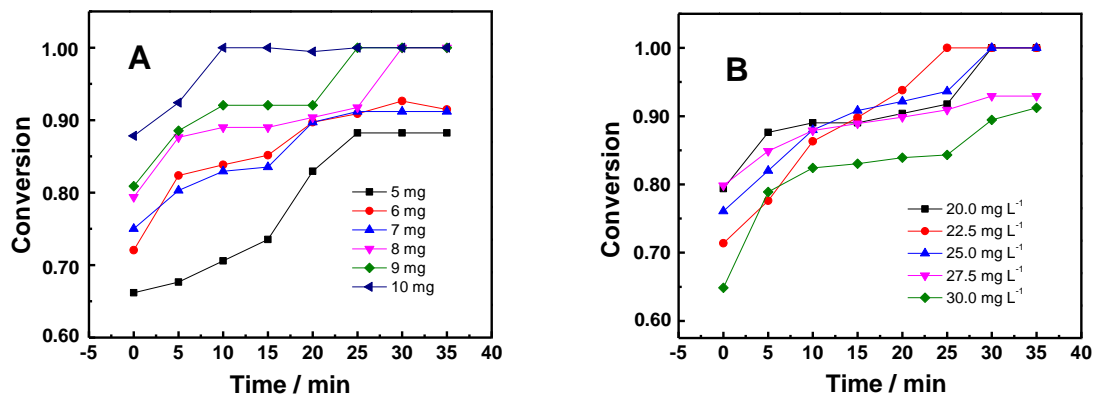 A
Conversion
1.00
0.90
0.80
0.70
0.60
5 mg
6 mg
7 mg
8 mg
9 mg
10 mg
-5 0 5 10 15 20 25 30 35 40
Time / min
B
Conversion
1.00
0.90
0.80
0.70
0.60
20.0 mg L⁻¹
22.5 mg L⁻¹
25.0 mg L⁻¹
27.5 mg L⁻¹
30.0 mg L⁻¹
-5 0 5 10 15 20 25 30 35 40
Time / min